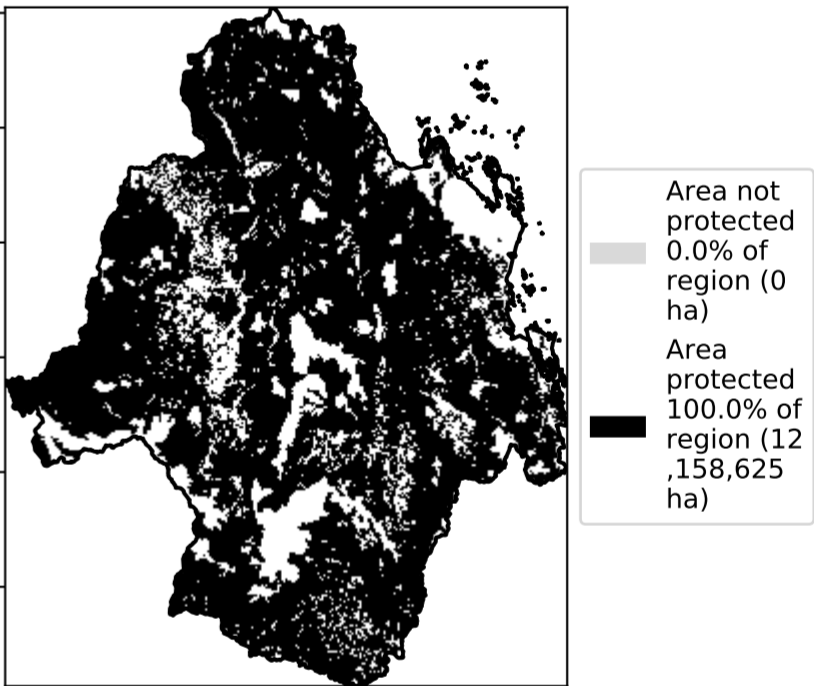 Area not
protected
0.0% of
region (0
ha)
Area
protected
100.0% of
region (12
,158,625
ha)